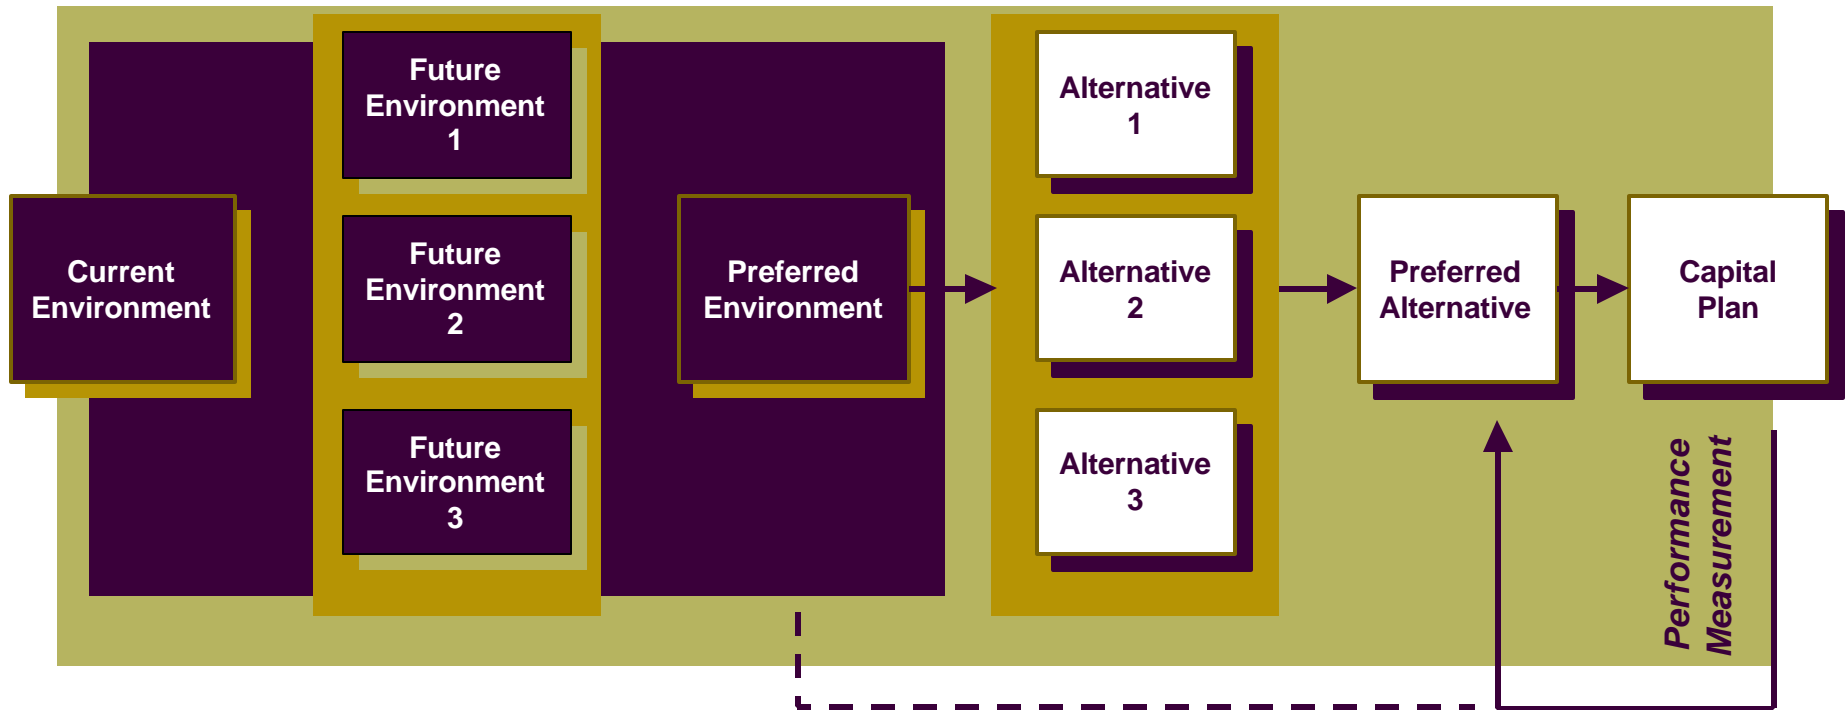 Current
Environment
Future
Environment
1
Future
Environment
2
Future
Environment
3
Preferred
Environment
Alternative
1
Alternative
2
Alternative
3
Preferred
Alternative
Capital
Plan
Performance
Measurement